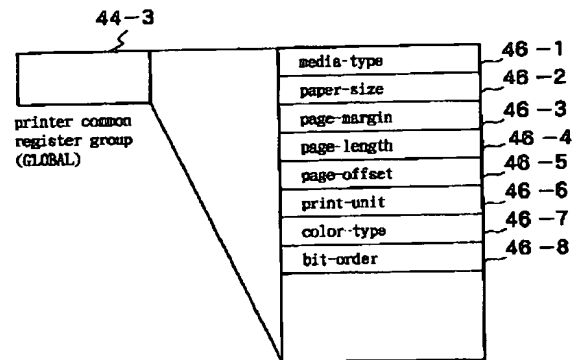 44-3
printer common
register group
(GLOBAL)
media-type 46-1
paper-size 46-2
page-margin 46-3
page-length 46-4
page-offset 46-5
print-unit 46-6
color-type 46-7
bit-order 46-8